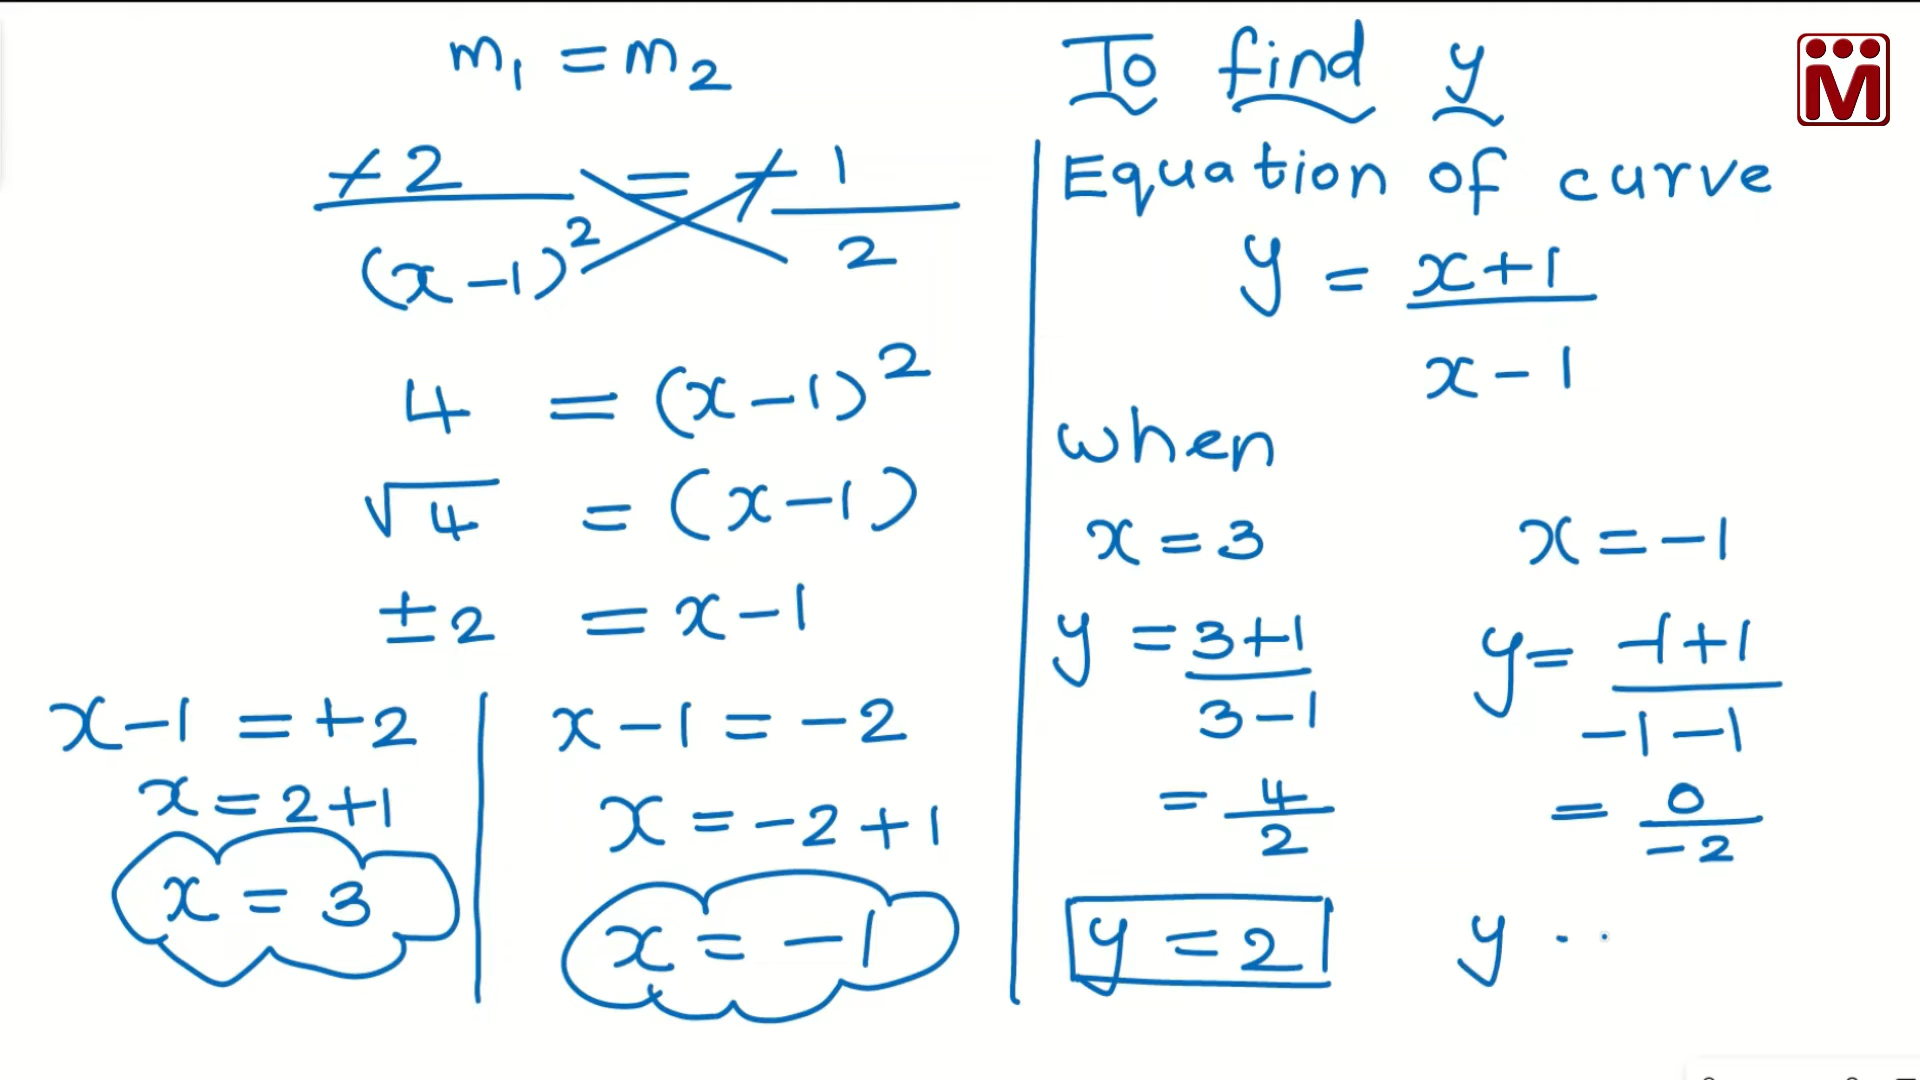 m₁ = m₂
-2/(x-1)² = -1/2
4 = (x-1)²
√4 = (x-1)
±2 = x-1
x-1 = +2
x = 2+1
x = 3
x-1 = -2
x = -2+1
x = -1
To find y
Equation of curve
y = (x+1)/(x-1)
when
x = 3
y = (3+1)/(3-1)
= 4/2
y = 2
x = -1
y = (-1+1)/(-1-1)
= 0/-2
y
M